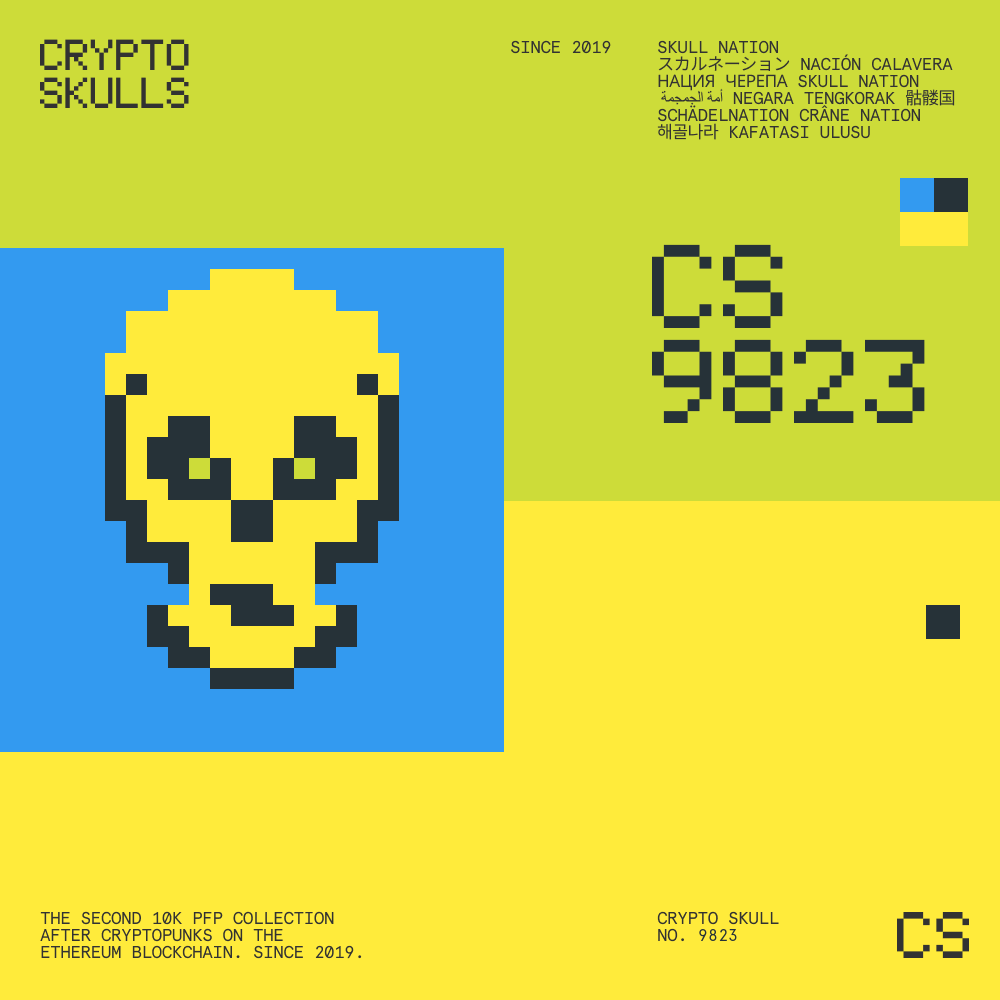 CRYPTO
SKULLS
SINCE 2019
SKULL NATION
スカルネーション NACIÓN CALAVERA
НАЦИЯ ЧЕРЕПА SKULL NATION
أمة الجمجمة NEGARA TENGKORAK 骷髅国
SCHÄDELNATION CRÂNE NATION
해골나라 KAFATASI ULUSU
CS
9823
THE SECOND 10K PFP COLLECTION
AFTER CRYPTOPUNKS ON THE
ETHEREUM BLOCKCHAIN. SINCE 2019.
CRYPTO SKULL
NO. 9823
CS